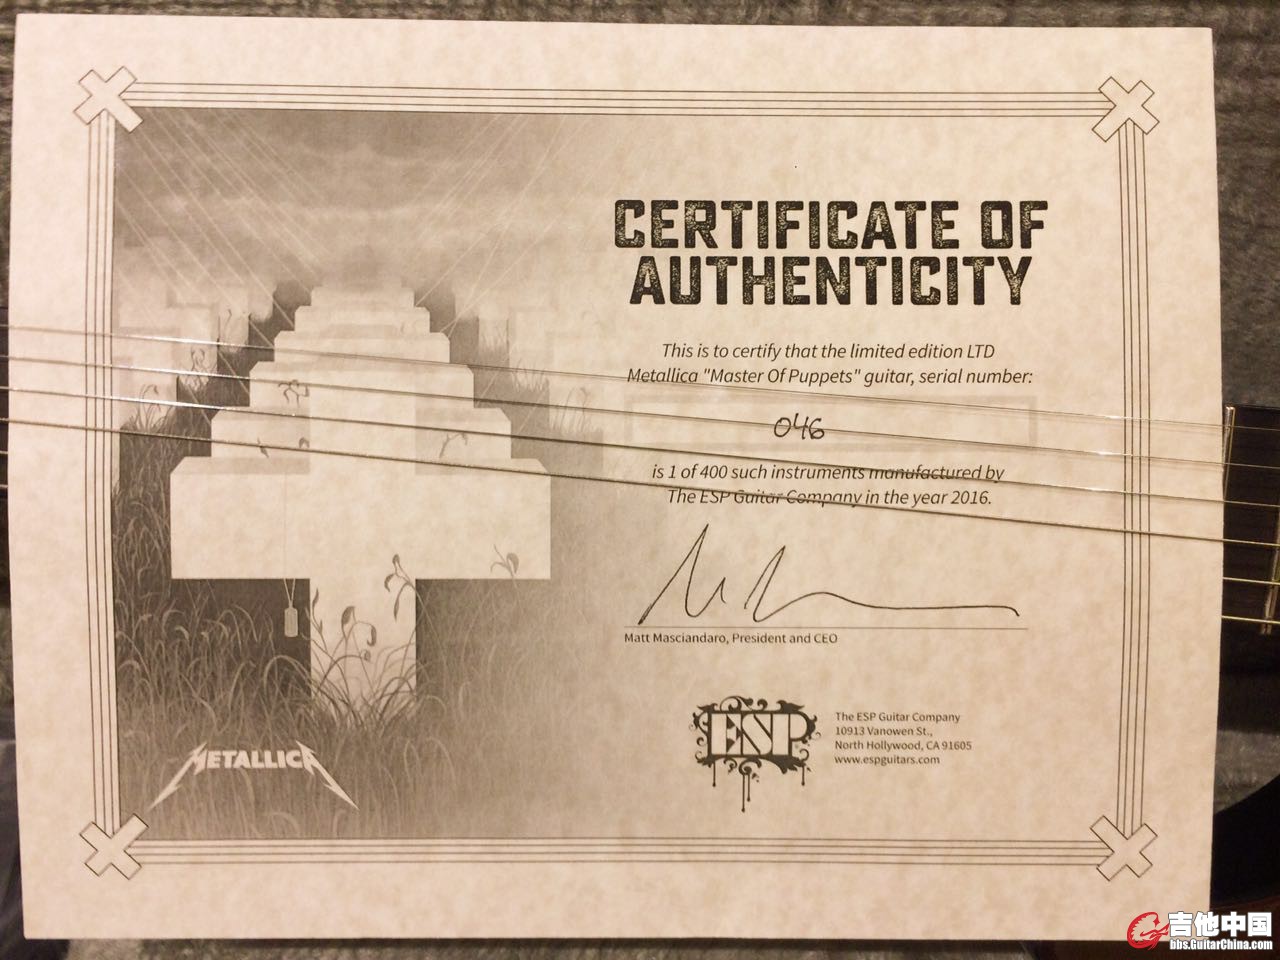 CERTIFICATE OF
AUTHENTICITY
This is to certify that the limited edition LTD
Metallica "Master Of Puppets" guitar, serial number:
046
is 1 of 400 such instruments manufactured by
The ESP Guitar Company in the year 2016.
Matt Masciandaro, President and CEO
METALLICA
ESP
The ESP Guitar Company
10913 Vanowen St.,
North Hollywood, CA 91605
www.espguitars.com
吉他中国
bbs.GuitarChina.com